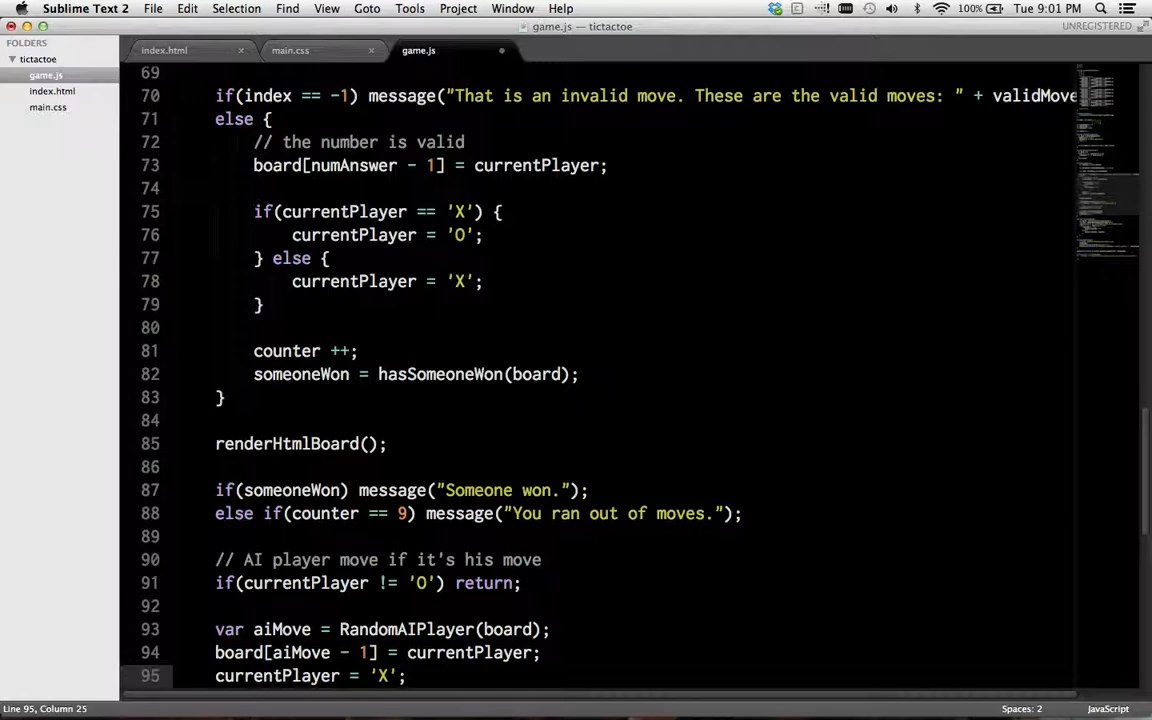 Sublime Text 2 File Edit Selection Find View Goto Tools Project Window Help 100% Tue 9:01 PM
game.js — tictactoe UNREGISTERED
FOLDERS
tictactoe
game.js
index.html
main.css
index.html × main.css × game.js
69
70 if(index == -1) message("That is an invalid move. These are the valid moves: " + validMove
71 else {
72 // the number is valid
73 board[numAnswer - 1] = currentPlayer;
74
75 if(currentPlayer == 'X') {
76 currentPlayer = 'O';
77 } else {
78 currentPlayer = 'X';
79 }
80
81 counter ++;
82 someoneWon = hasSomeoneWon(board);
83 }
84
85 renderHtmlBoard();
86
87 if(someoneWon) message("Someone won.");
88 else if(counter == 9) message("You ran out of moves.");
89
90 // AI player move if it's his move
91 if(currentPlayer != 'O') return;
92
93 var aiMove = RandomAIPlayer(board);
94 board[aiMove - 1] = currentPlayer;
95 currentPlayer = 'X';
Line 95, Column 25 Spaces: 2 JavaScript